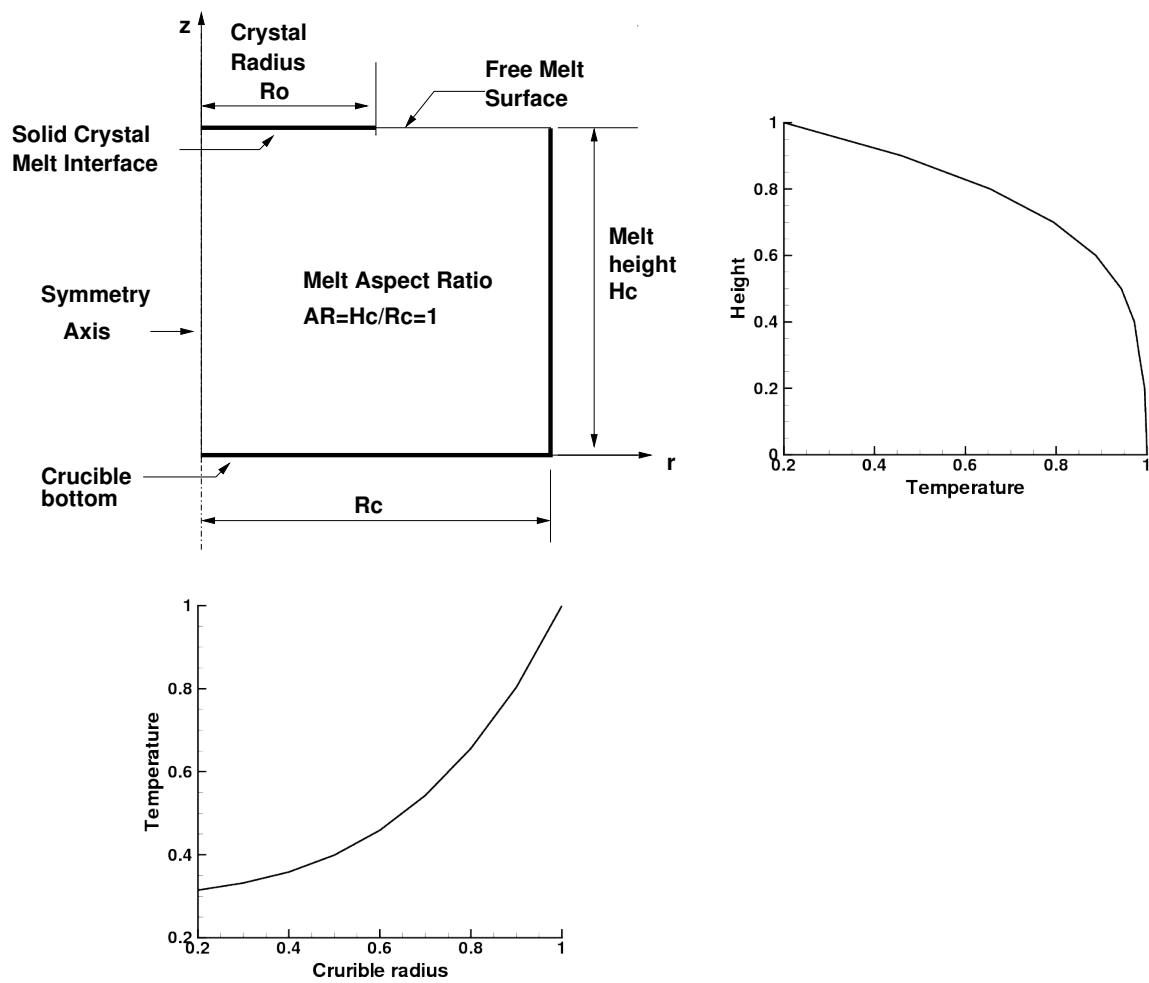 z
Crystal
Radius
Ro
Free Melt
Surface
Solid Crystal
Melt Interface
Melt
height
Hc
Melt Aspect Ratio
AR=Hc/Rc=1
Symmetry
Axis
r
Crucible
bottom
Rc
1
0.8
0.6
0.4
0.2
0
Height
0.2
0.4
0.6
0.8
1
Temperature
1
0.8
0.6
0.4
0.2
Temperature
0.2
0.4
0.6
0.8
1
Crurible radius